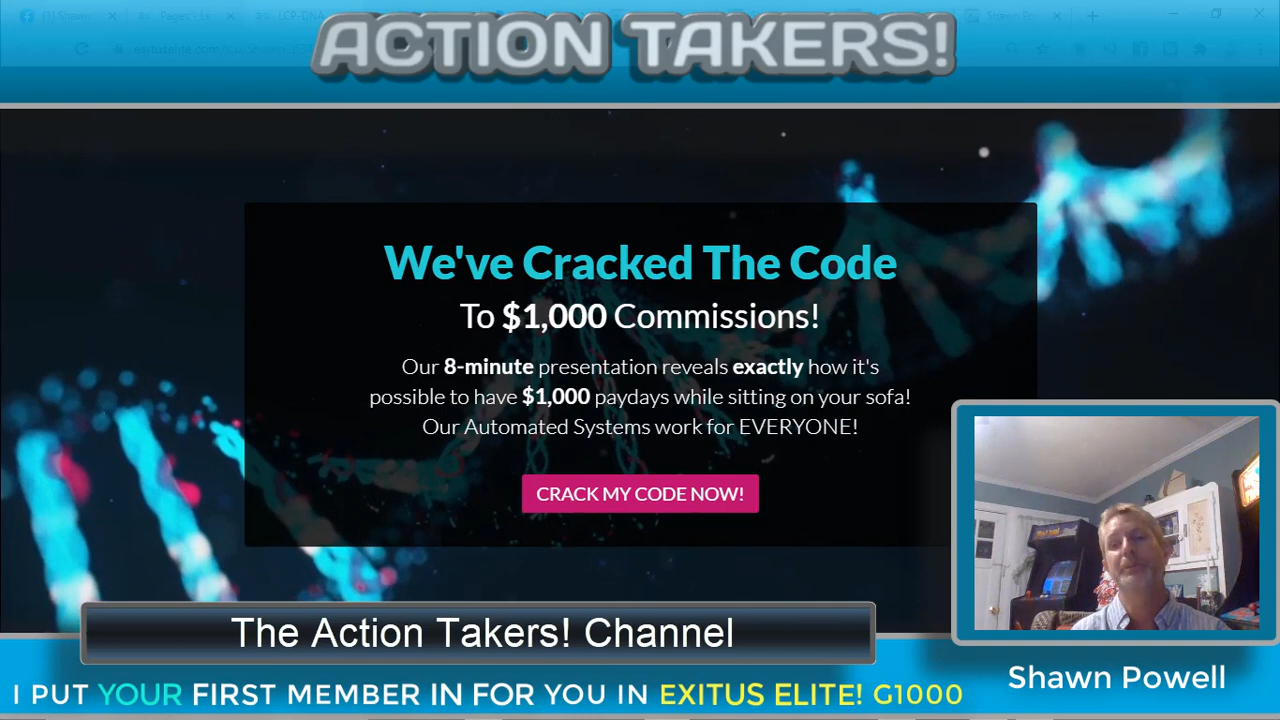 ACTION TAKERS!
We've Cracked The Code
To $1,000 Commissions!
Our 8-minute presentation reveals exactly how it's
possible to have $1,000 paydays while sitting on your sofa!
Our Automated Systems work for EVERYONE!
CRACK MY CODE NOW!
The Action Takers! Channel
Shawn Powell
I PUT YOUR FIRST MEMBER IN FOR YOU IN EXITUS ELITE! G1000